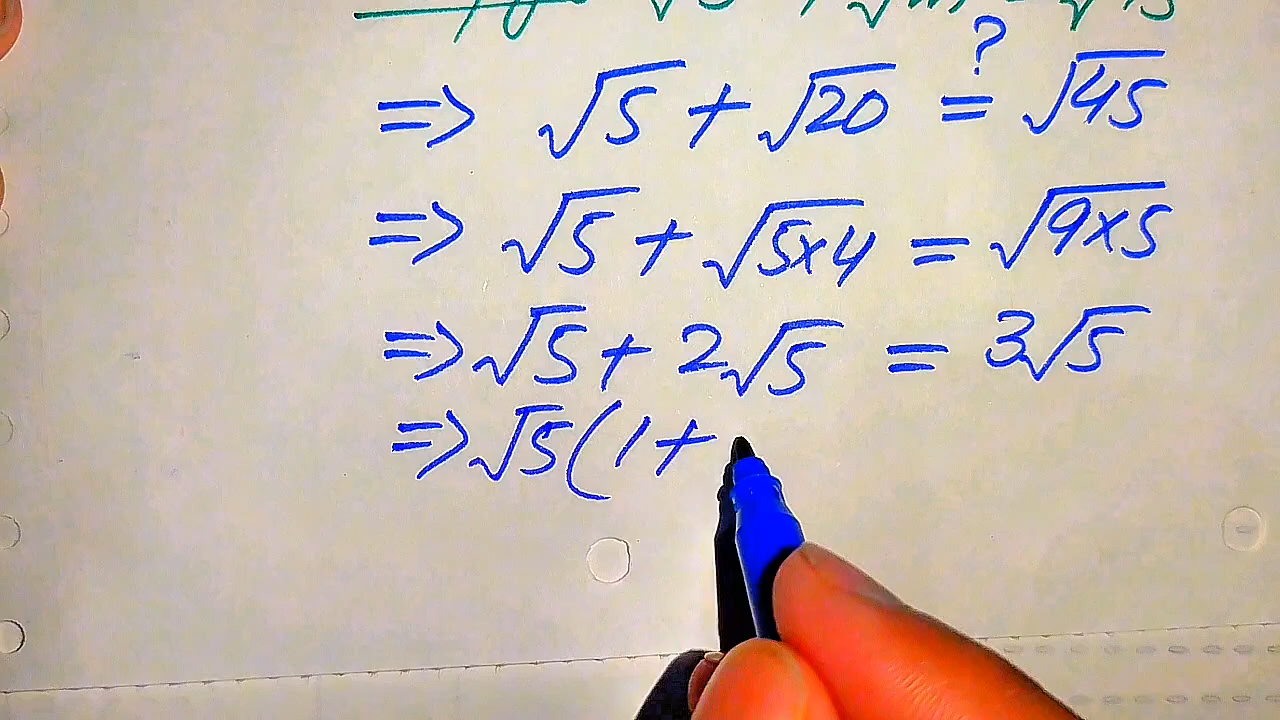 => √5 + √20 ?= √45
=> √5 + √5×4 = √9×5
=> √5 + 2√5 = 3√5
=> √5(1+